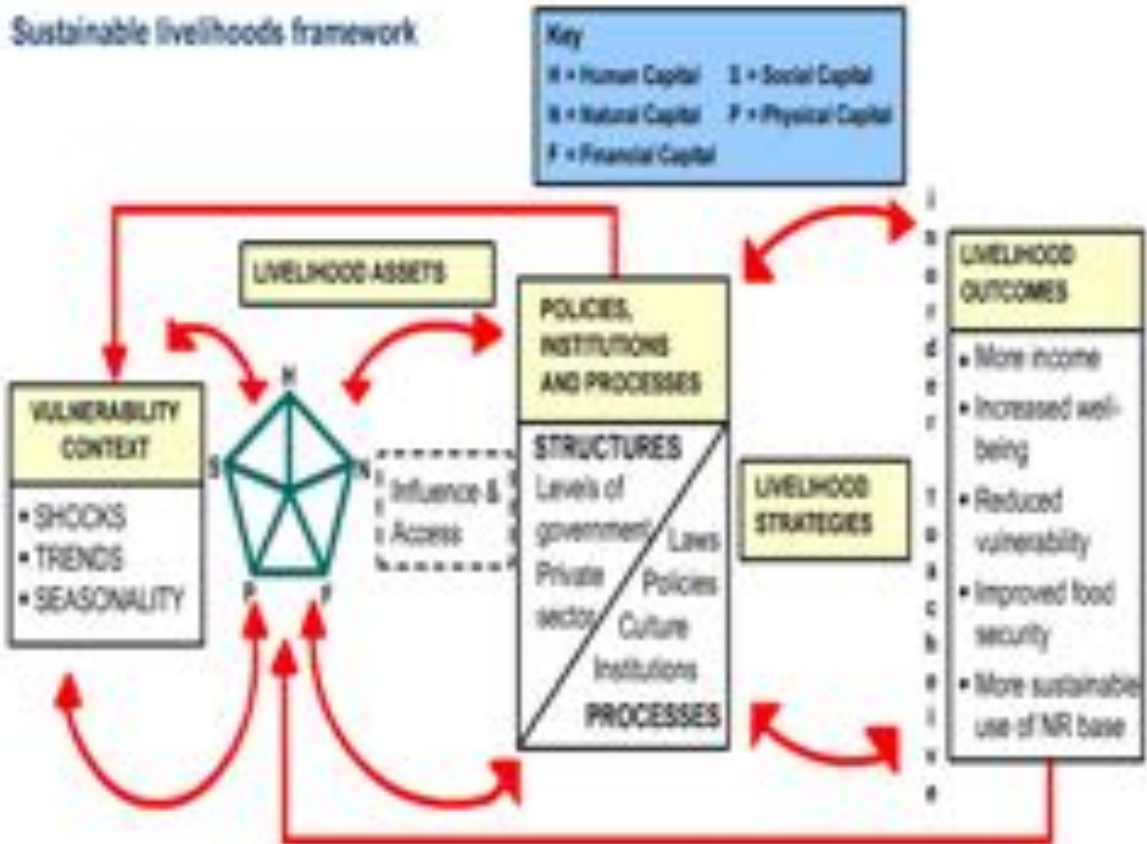 Sustainable livelihoods framework
Key
H = Human Capital S = Social Capital
N = Natural Capital P = Physical Capital
F = Financial Capital
LIVELIHOOD ASSETS
VULNERABILITY
CONTEXT
• SHOCKS
• TRENDS
• SEASONALITY
H
S
N
P
F
Influence &
Access
POLICIES,
INSTITUTIONS
AND PROCESSES
STRUCTURES
Levels of
government
Private
sector
Laws
Policies
Culture
Institutions
PROCESSES
LIVELIHOOD
STRATEGIES
i
n
o
r
d
e
r
T
o
a
c
h
e
i
v
e
LIVELIHOOD
OUTCOMES
• More income
• Increased well-
being
• Reduced
vulnerability
• Improved food
security
• More sustainable
use of NR base